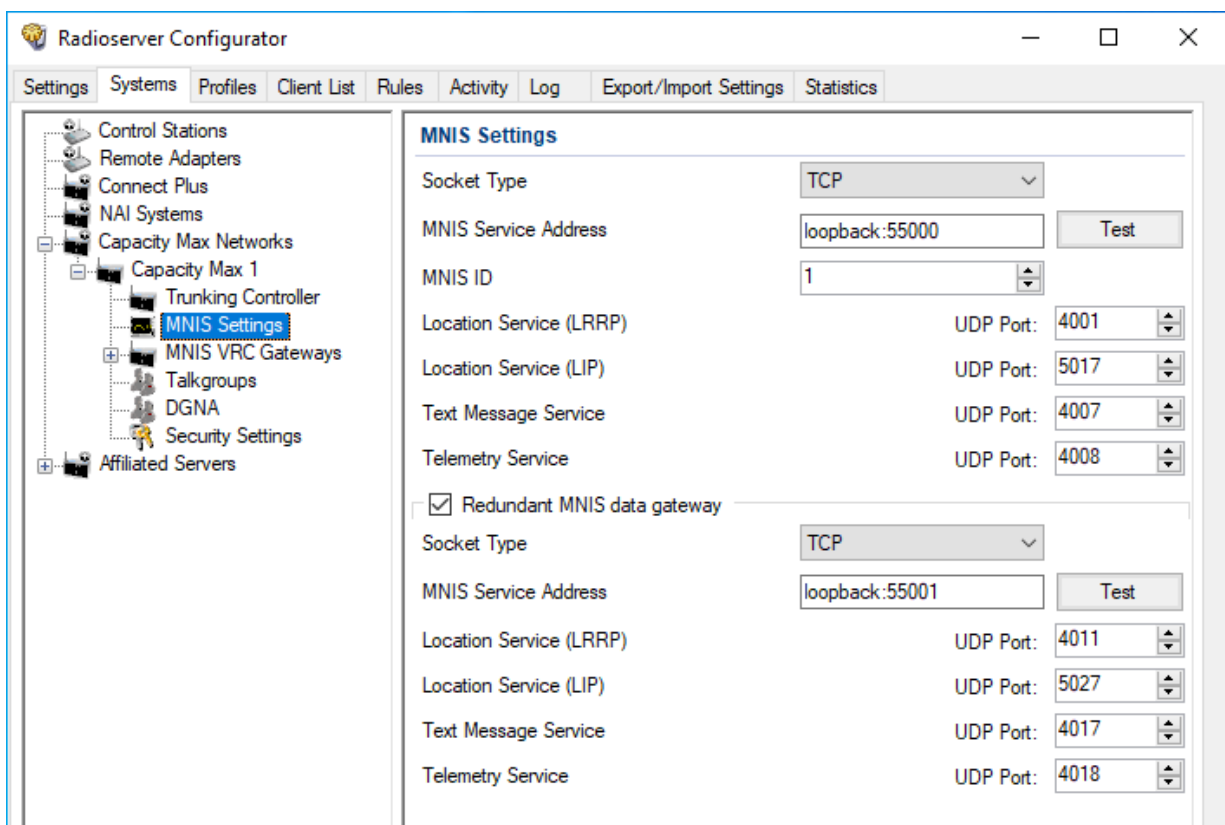 Radioserver Configurator
Settings Systems Profiles Client List Rules Activity Log Export/Import Settings Statistics
Control Stations
Remote Adapters
Connect Plus
NAI Systems
Capacity Max Networks
Capacity Max 1
Trunking Controller
MNIS Settings
MNIS VRC Gateways
Talkgroups
DGNA
Security Settings
Affiliated Servers
MNIS Settings
Socket Type TCP
MNIS Service Address loopback:55000 Test
MNIS ID 1
Location Service (LRRP) UDP Port: 4001
Location Service (LIP) UDP Port: 5017
Text Message Service UDP Port: 4007
Telemetry Service UDP Port: 4008
Redundant MNIS data gateway
Socket Type TCP
MNIS Service Address loopback:55001 Test
Location Service (LRRP) UDP Port: 4011
Location Service (LIP) UDP Port: 5027
Text Message Service UDP Port: 4017
Telemetry Service UDP Port: 4018